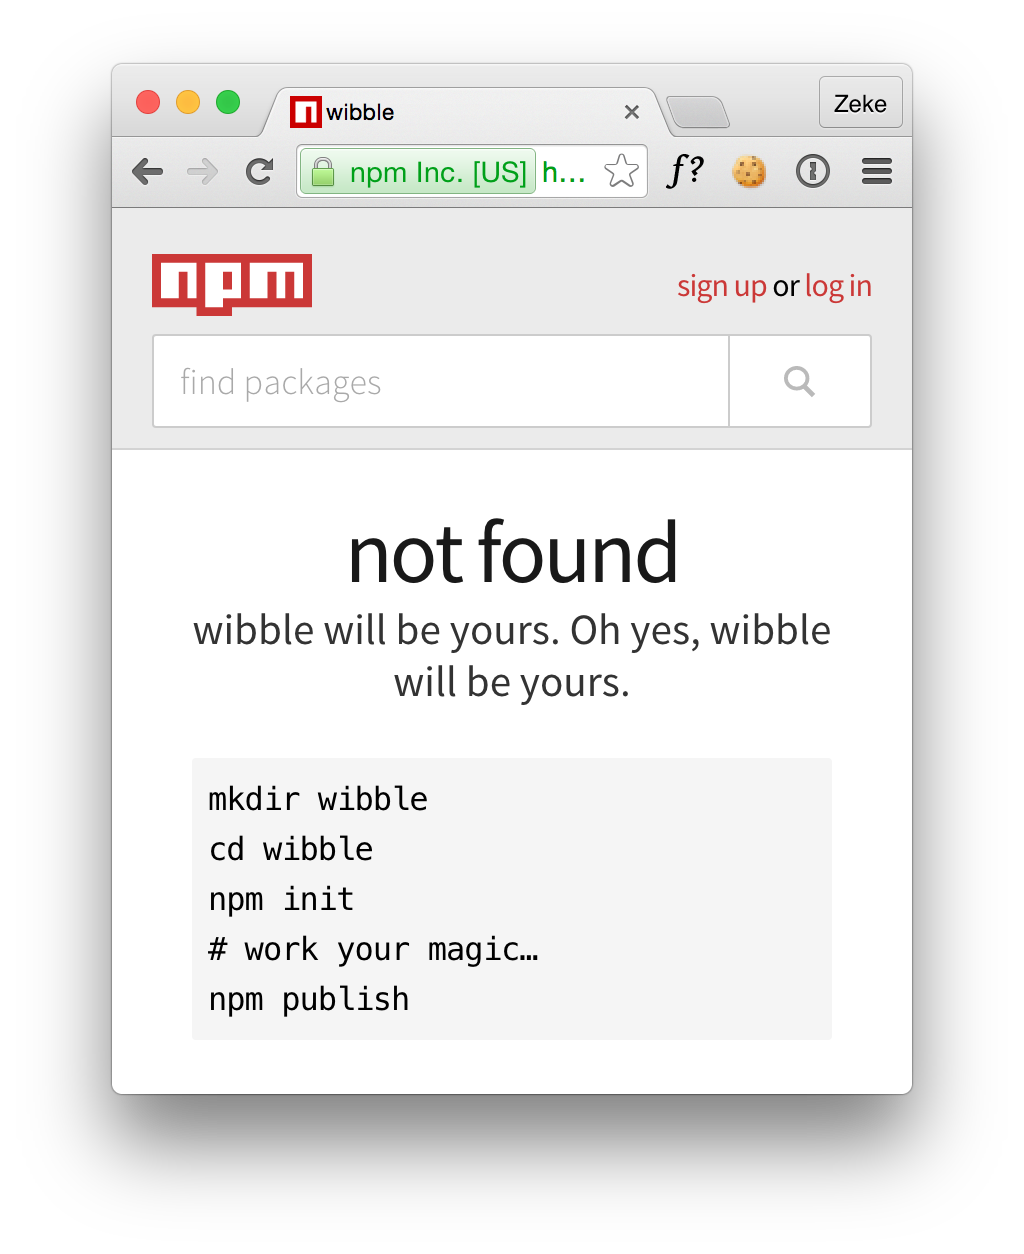 wibble
Zeke
npm Inc. [US] h...
f?
npm
sign up or log in
find packages
not found
wibble will be yours. Oh yes, wibble
will be yours.
mkdir wibble
cd wibble
npm init
# work your magic…
npm publish